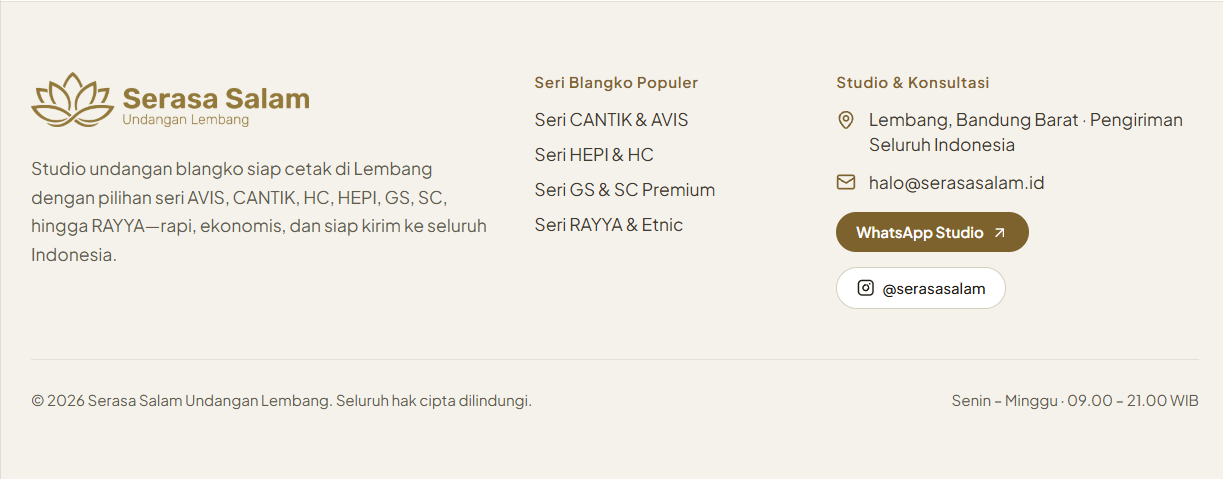 Serasa Salam
Undangan Lembang
Studio undangan blangko siap cetak di Lembang
dengan pilihan seri AVIS, CANTIK, HC, HEPI, GS, SC,
hingga RAYYA—rapi, ekonomis, dan siap kirim ke seluruh
Indonesia.
Seri Blangko Populer
Seri CANTIK & AVIS
Seri HEPI & HC
Seri GS & SC Premium
Seri RAYYA & Etnic
Studio & Konsultasi
Lembang, Bandung Barat · Pengiriman
Seluruh Indonesia
halo@serasasalam.id
WhatsApp Studio
@serasasalam
© 2026 Serasa Salam Undangan Lembang. Seluruh hak cipta dilindungi.
Senin – Minggu · 09.00 – 21.00 WIB